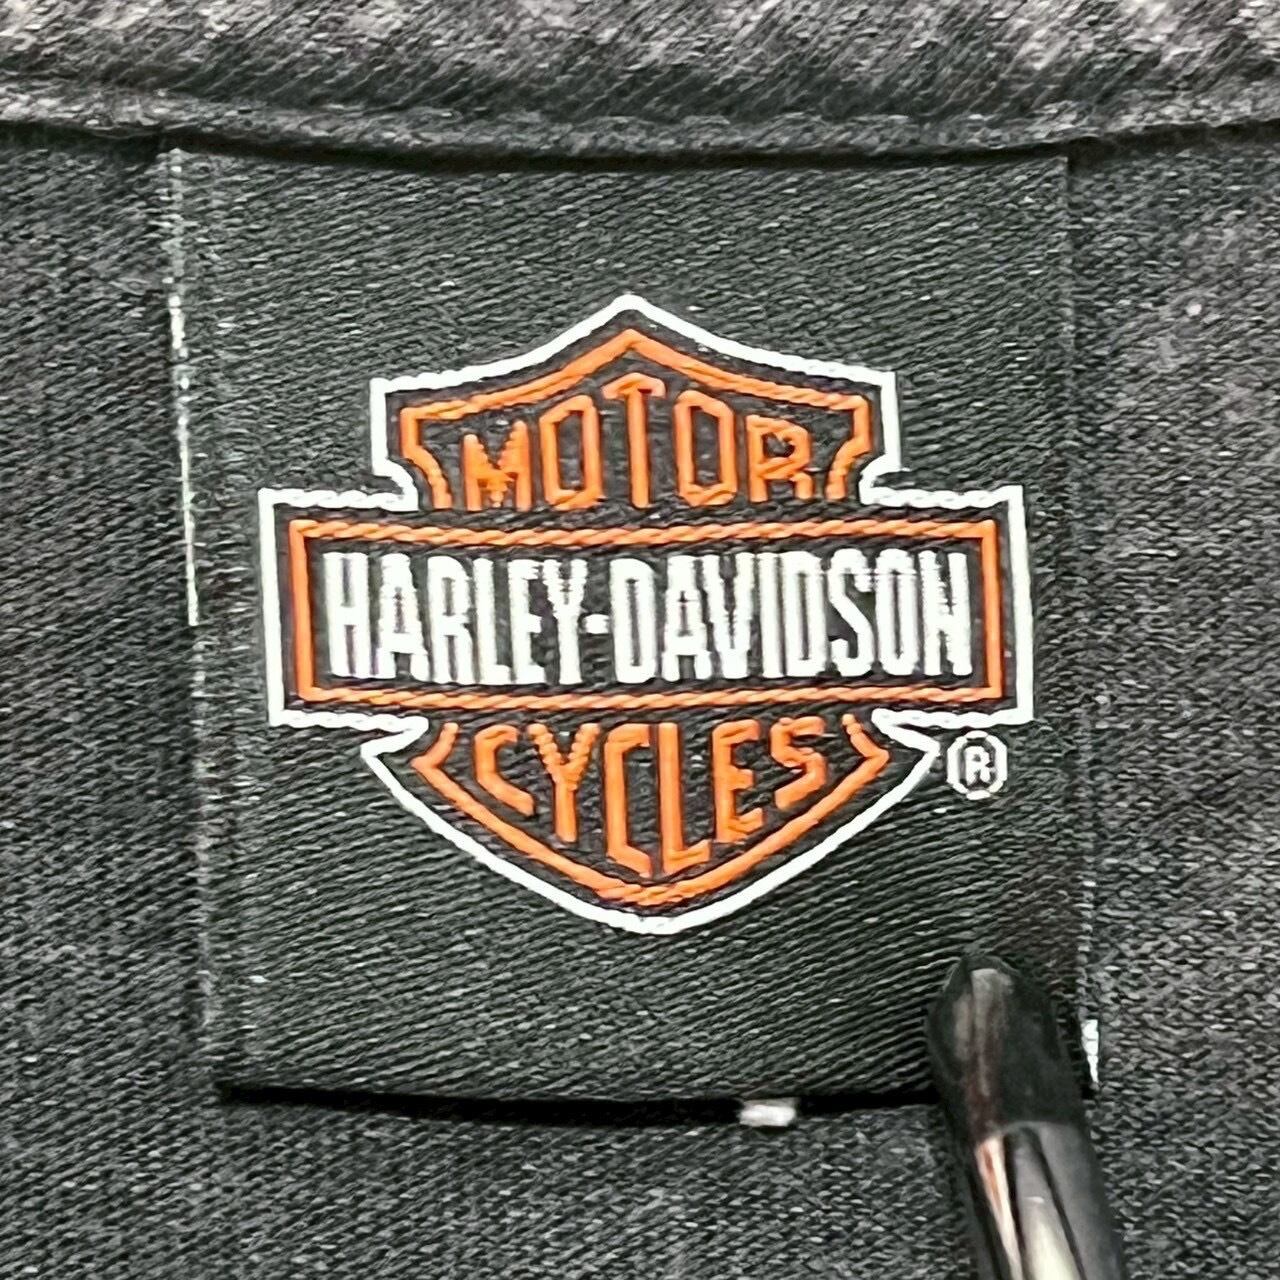 MOTOR
HARLEY-DAVIDSON
CYCLES
®